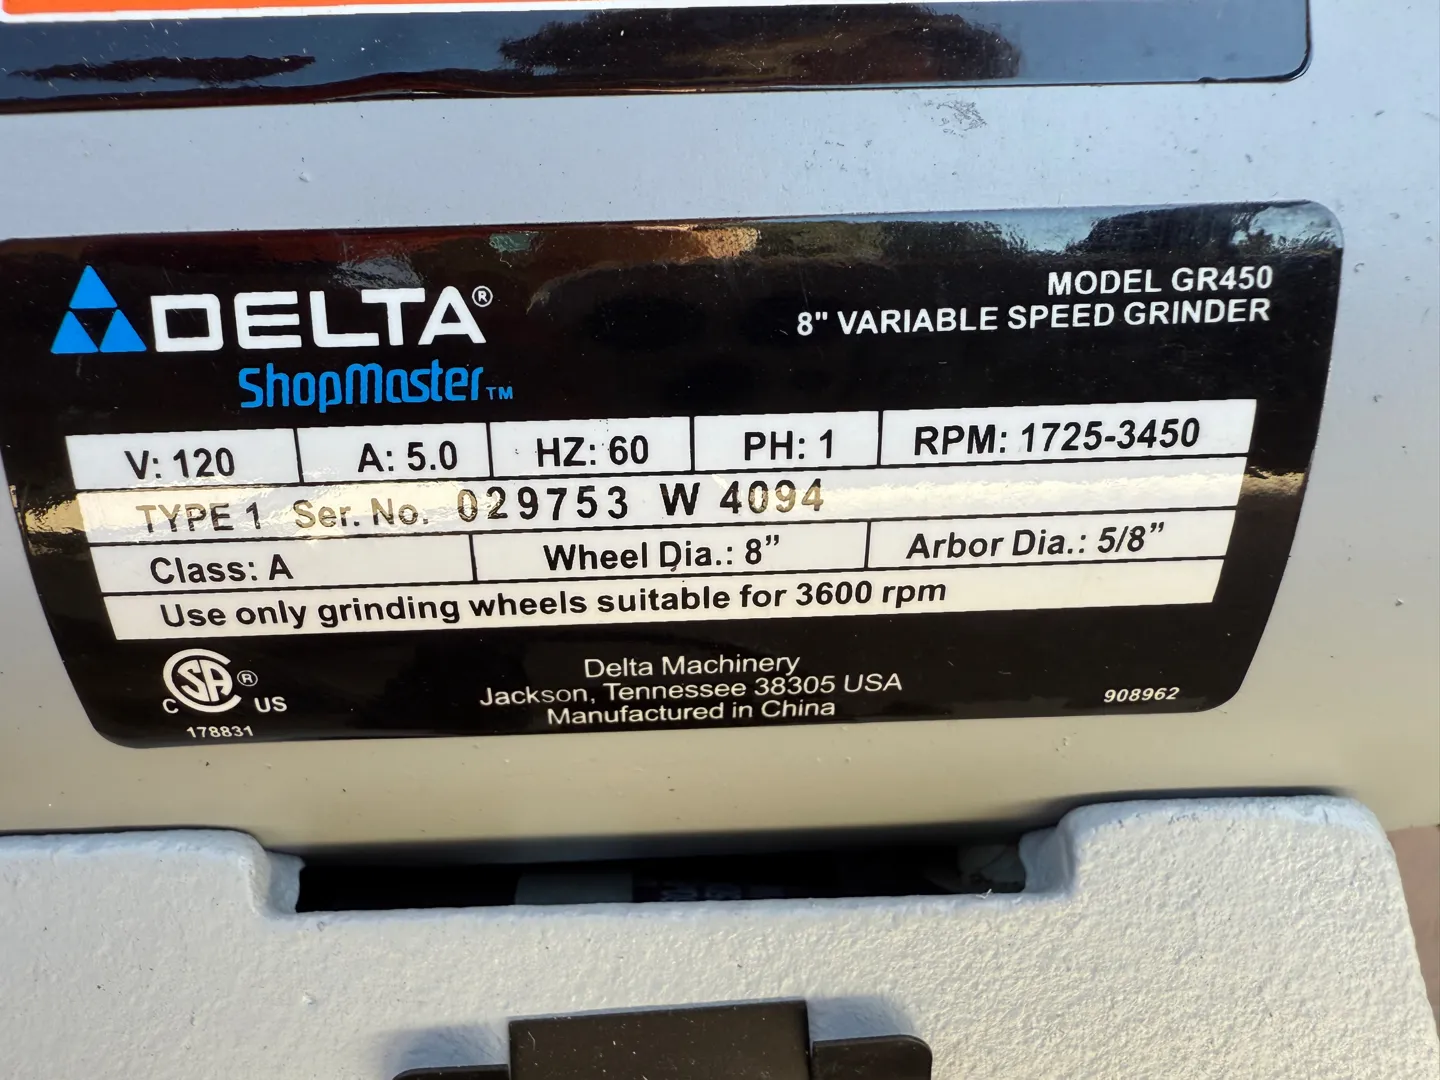 DELTA®
ShopMaster™
MODEL GR450
8" VARIABLE SPEED GRINDER
V: 120 A: 5.0 HZ: 60 PH: 1 RPM: 1725-3450
TYPE 1 Ser. No. 029753 W 4094
Class: A Wheel Dia.: 8” Arbor Dia.: 5/8”
Use only grinding wheels suitable for 3600 rpm
C SA ® US
178831
Delta Machinery
Jackson, Tennessee 38305 USA
Manufactured in China
908962